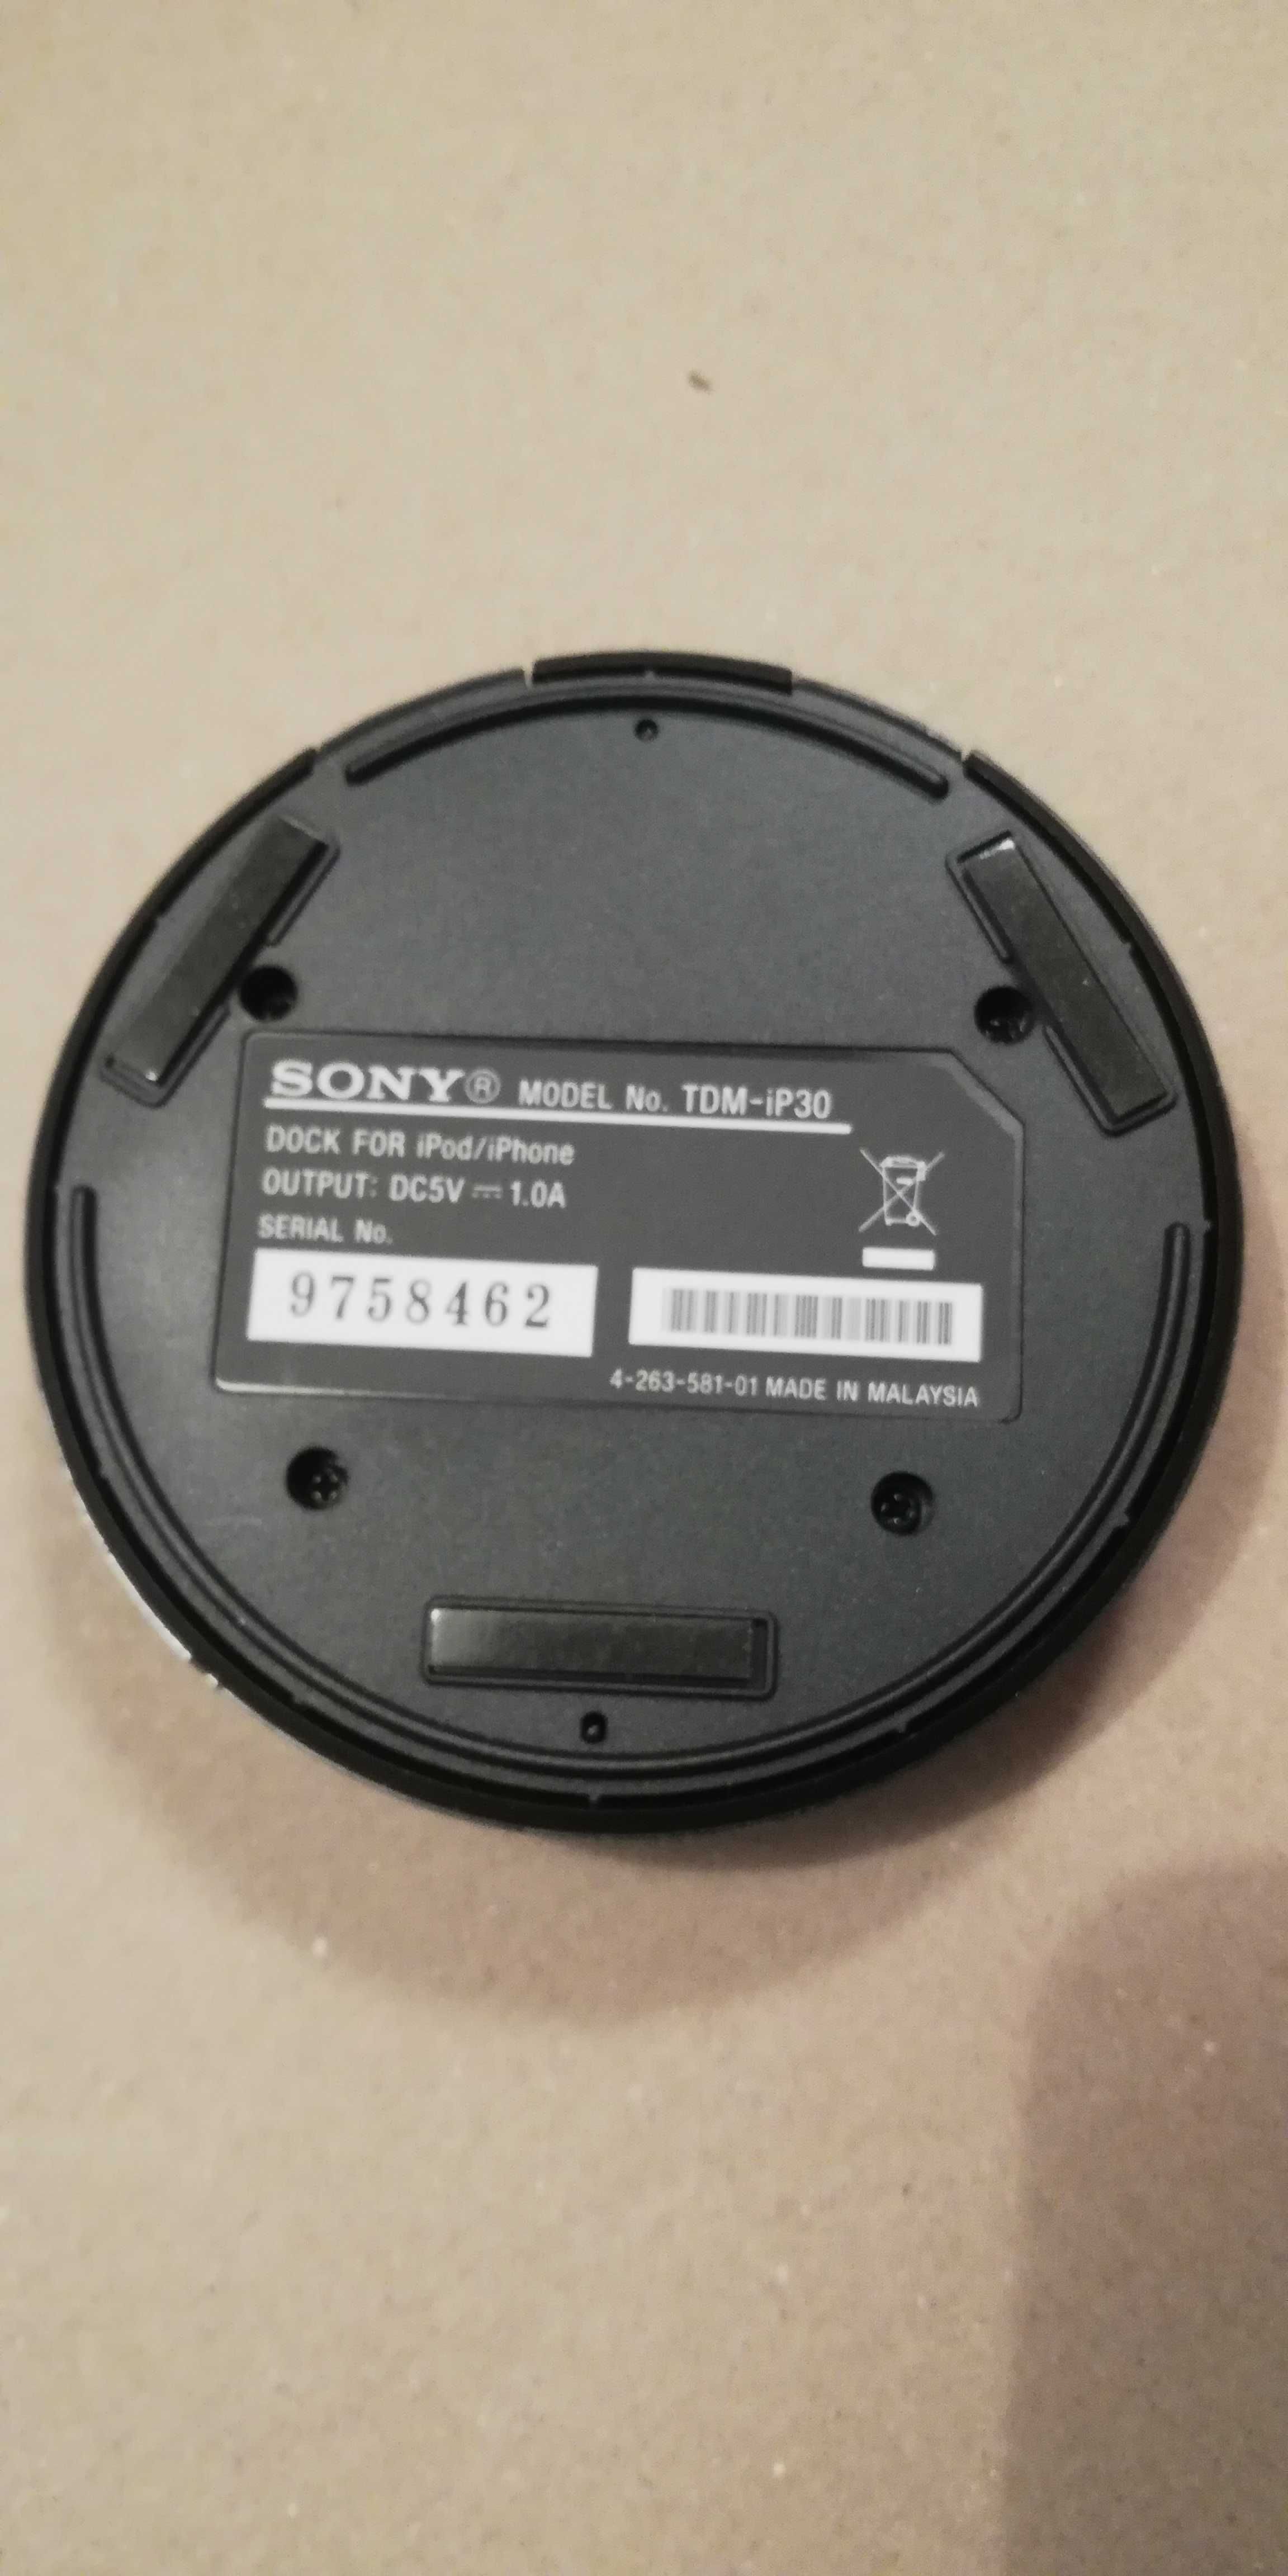 SONY® MODEL No. TDM-iP30
DOCK FOR iPod/iPhone
OUTPUT: DC5V ⎓ 1.0A
SERIAL No.
9758462
4-263-581-01 MADE IN MALAYSIA